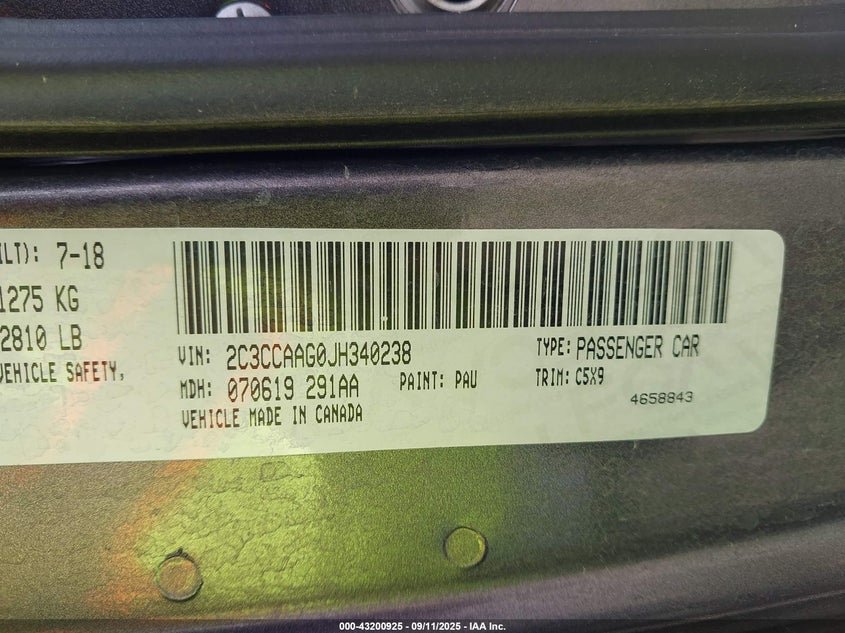 ILT): 7-18
1275 KG
2810 LB
VEHICLE SAFETY,
VIN: 2C3CCAAG0JH340238
TYPE: PASSENGER CAR
MDH: 070619 291AA
PAINT: PAU
TRIM: C5X9
VEHICLE MADE IN CANADA
4658843
000-43200925 - 09/11/2025 - IAA Inc.